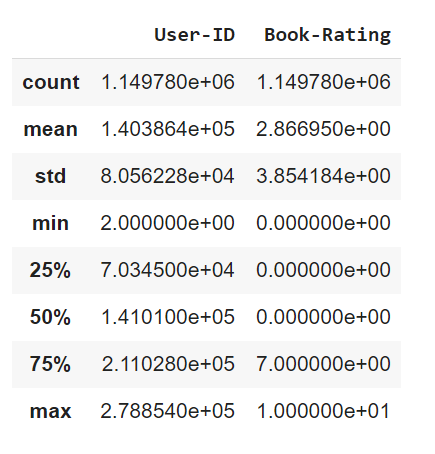 User-ID Book-Rating
count 1.149780e+06 1.149780e+06
mean 1.403864e+05 2.866950e+00
std 8.056228e+04 3.854184e+00
min 2.000000e+00 0.000000e+00
25% 7.034500e+04 0.000000e+00
50% 1.410100e+05 0.000000e+00
75% 2.110280e+05 7.000000e+00
max 2.788540e+05 1.000000e+01